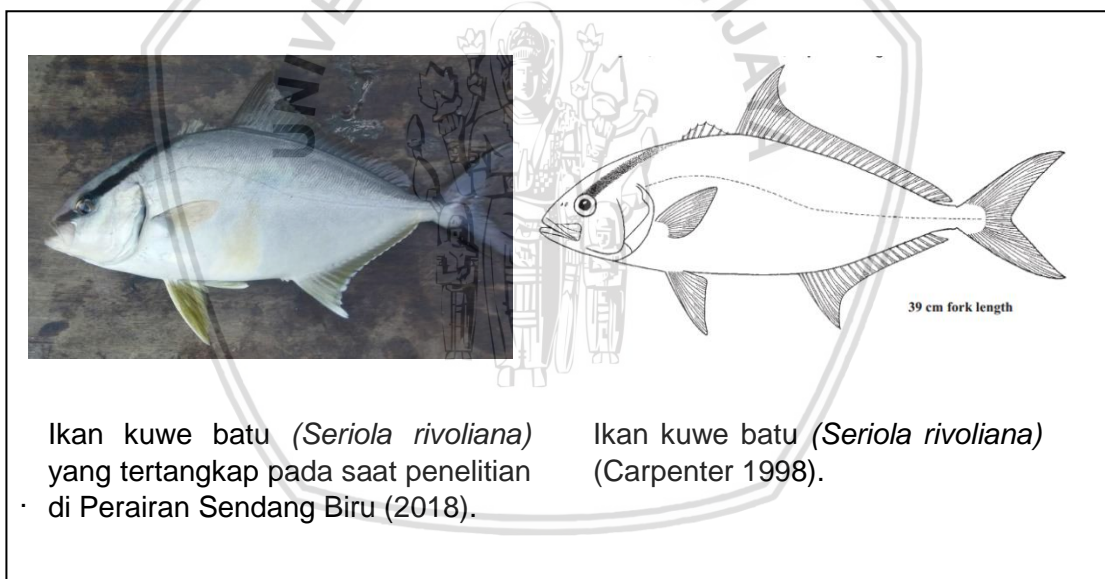 39 cm fork length
Ikan kuwe batu (Seriola rivoliana)
yang tertangkap pada saat penelitian
di Perairan Sendang Biru (2018).
Ikan kuwe batu (Seriola rivoliana)
(Carpenter 1998).